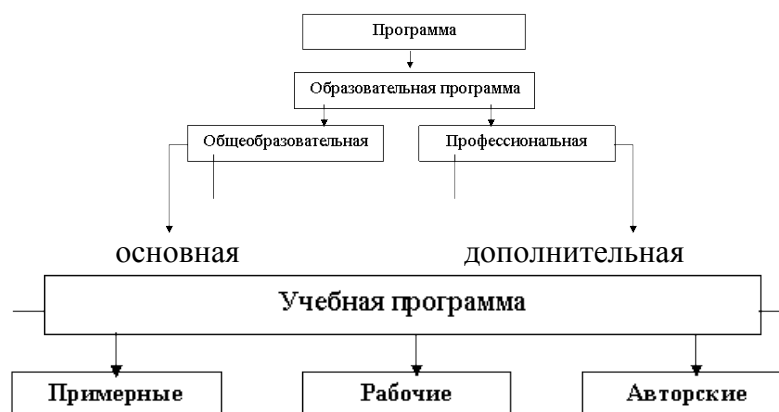 Программа
Образовательная программа
Общеобразовательная
Профессиональная
основная
дополнительная
Учебная программа
Примерные
Рабочие
Авторские